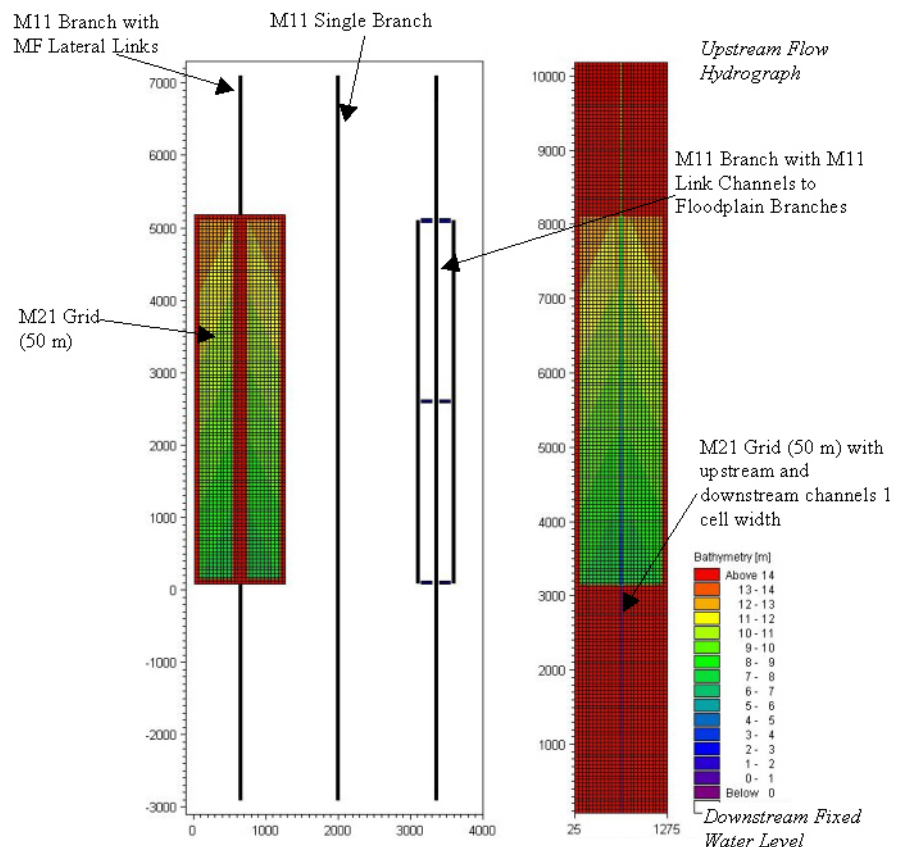 M11 Branch with
MF Lateral Links
M11 Single Branch
Upstream Flow
Hydrograph
M11 Branch with M11
Link Channels to
Floodplain Branches
M21 Grid
(50 m)
M21 Grid (50 m) with
upstream and
downstream channels 1
cell width
7000
6000
5000
4000
3000
2000
1000
0
-1000
-2000
-3000
0
1000
2000
3000
4000
10000
9000
8000
7000
6000
5000
4000
3000
2000
1000
25
1275
Bathymetry [m]
Above 14
13 - 14
12 - 13
11 - 12
10 - 11
9 - 10
8 - 9
7 - 8
6 - 7
5 - 6
4 - 5
3 - 4
2 - 3
1 - 2
0 - 1
Below 0
Downstream Fixed
Water Level